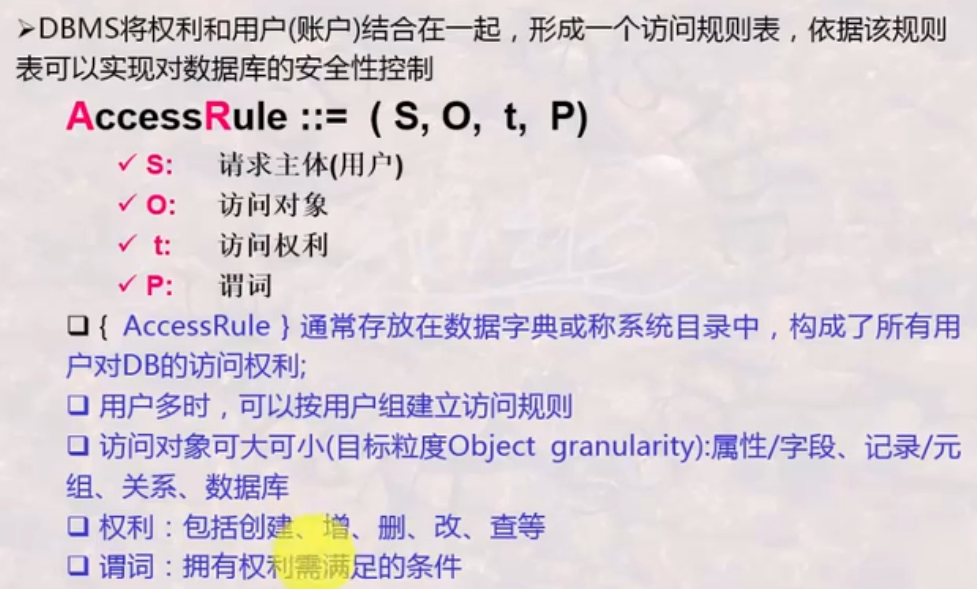 ➢DBMS将权利和用户(账户)结合在一起，形成一个访问规则表，依据该规则
表可以实现对数据库的安全性控制
AccessRule ::= ( S, O, t, P)
✓ S: 请求主体(用户)
✓ O: 访问对象
✓ t: 访问权利
✓ P: 谓词
❑ { AccessRule } 通常存放在数据字典或称系统目录中，构成了所有用
户对DB的访问权利;
❑ 用户多时，可以按用户组建立访问规则
❑ 访问对象可大可小(目标粒度Object granularity):属性/字段、记录/元
组、关系、数据库
❑ 权利：包括创建、增、删、改、查等
❑ 谓词：拥有权利需满足的条件